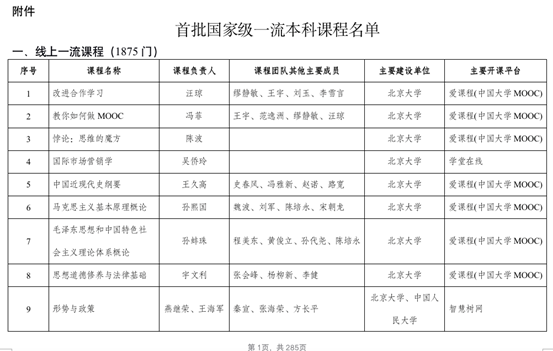 附件
首批国家级一流本科课程名单
一、线上一流课程（1875 门）
序号 课程名称 课程负责人 课程团队其他主要成员 主要建设单位 主要开课平台
1 改进合作学习 汪琼 缪静敏、王宇、刘玉、李雪言 北京大学 爱课程(中国大学 MOOC)
2 教你如何做 MOOC 冯菲 王宇、范逸洲、缪静敏、汪琼 北京大学 爱课程(中国大学 MOOC)
3 悖论：思维的魔方 陈波 北京大学 爱课程(中国大学 MOOC)
4 国际市场营销学 吴侨玲 北京大学 学堂在线
5 中国近现代史纲要 王久高 史春风、冯雅新、赵诺、路宽 北京大学 爱课程(中国大学 MOOC)
6 马克思主义基本原理概论 孙熙国 魏波、刘军、陈培永、宋朝龙 北京大学 爱课程(中国大学 MOOC)
7 毛泽东思想和中国特色社 孙蚌珠 程美东、黄俊立、孙代尧、陈培永 北京大学 爱课程(中国大学 MOOC)
会主义理论体系概论
8 思想道德修养与法律基础 宇文利 张会峰、杨柳新、李健 北京大学 爱课程(中国大学 MOOC)
9 形势与政策 燕继荣、王海军 秦宣、张海荣、方长平 北京大学、中国人 智慧树网
民大学
第 1页，共 285页